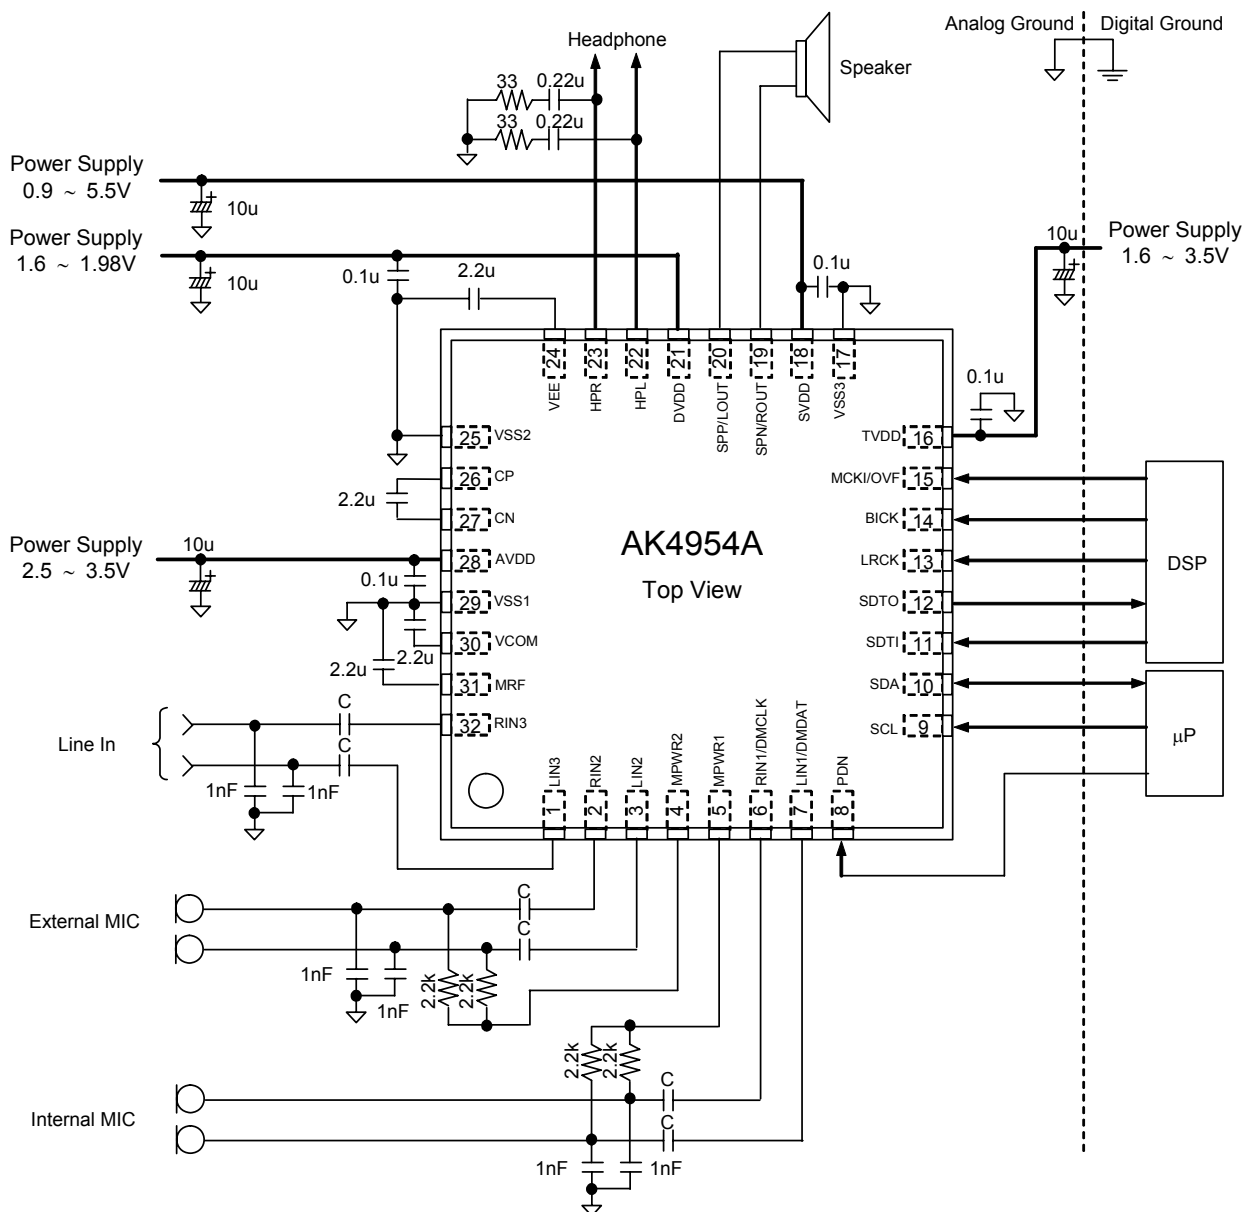 Headphone
Analog Ground
Digital Ground
33
0.22u
33
0.22u
Speaker
Power Supply
0.9 ~ 5.5V
10u
Power Supply
1.6 ~ 1.98V
10u
0.1u
2.2u
0.1u
10u
Power Supply
1.6 ~ 3.5V
24
23
22
21
20
19
18
17
VEE
HPR
HPL
DVDD
SPP/LOUT
SPN/ROUT
SVDD
VSS3
0.1u
25
VSS2
TVDD
16
26
CP
MCKI/OVF
15
2.2u
27
CN
BICK
14
Power Supply
2.5 ~ 3.5V
10u
28
AVDD
AK4954A
Top View
LRCK
13
DSP
0.1u
29
VSS1
SDTO
12
30
VCOM
SDTI
11
2.2u
2.2u
31
MRF
SDA
10
32
RIN3
SCL
9
µP
Line In
C
C
1nF
1nF
LIN3
RIN2
LIN2
MPWR2
MPWR1
RIN1/DMCLK
LIN1/DMDAT
PDN
1
2
3
4
5
6
7
8
External MIC
C
C
1nF
1nF
2.2k
2.2k
2.2k
2.2k
Internal MIC
C
C
1nF
1nF